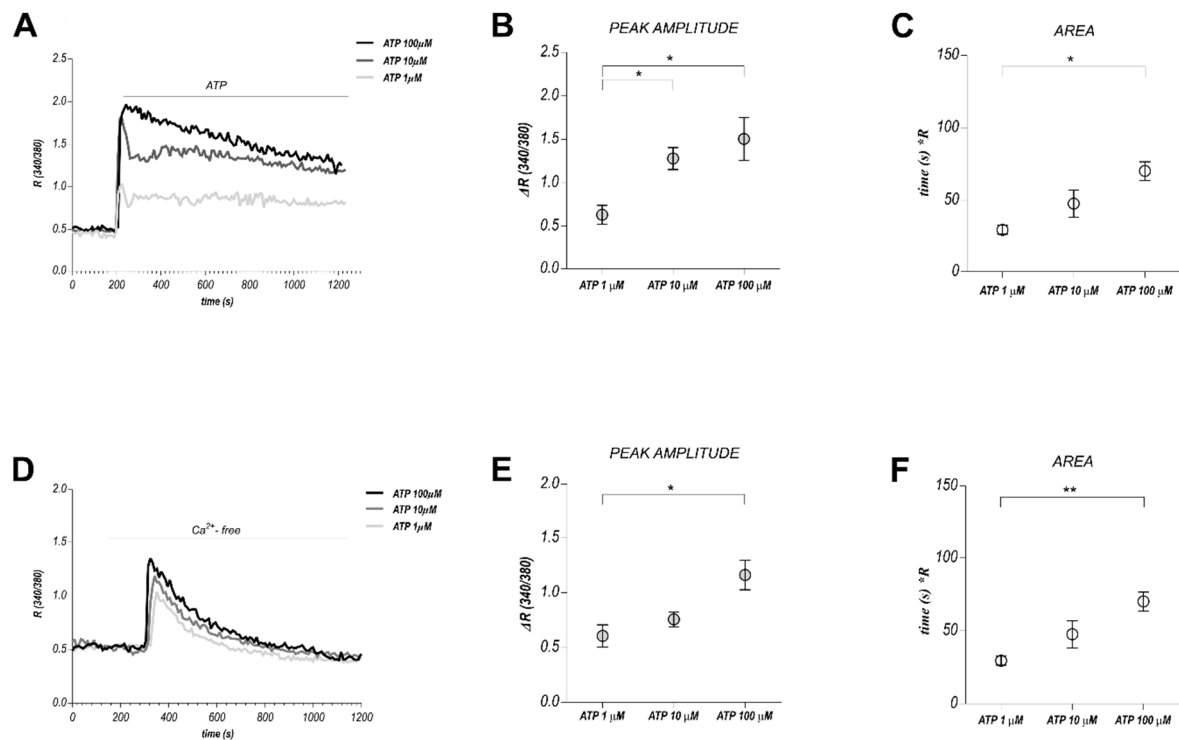 A
ATP 100µM
ATP 10µM
ATP 1µM
ATP
R (340/380)
2.5
2.0
1.5
1.0
0.5
0.0
0 200 400 600 800 1000 1200
time (s)
B
PEAK AMPLITUDE
ΔR (340/380)
2.5
2.0
1.5
1.0
0.5
0.0
*
*
ATP 1 µM ATP 10 µM ATP 100 µM
C
AREA
time (s) *R
150
100
50
0
*
ATP 1 µM ATP 10 µM ATP 100 µM
D
ATP 100µM
ATP 10µM
ATP 1µM
Ca²⁺- free
R (340/380)
2.0
1.5
1.0
0.5
0.0
0 200 400 600 800 1000 1200
time (s)
E
PEAK AMPLITUDE
ΔR (340/380)
2.0
1.5
1.0
0.5
0.0
*
ATP 1 µM ATP 10 µM ATP 100 µM
F
AREA
time (s) *R
150
100
50
0
**
ATP 1 µM ATP 10 µM ATP 100 µM